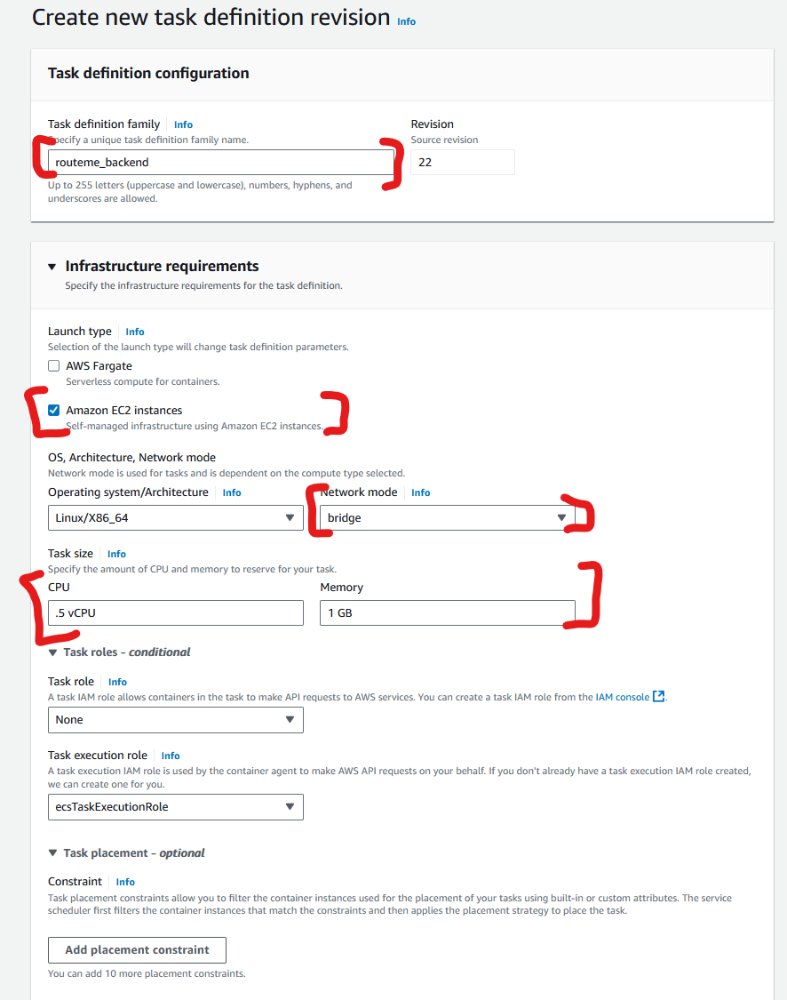 Create new task definition revision Info
Task definition configuration
Task definition family Info
Specify a unique task definition family name.
routeme_backend
Up to 255 letters (uppercase and lowercase), numbers, hyphens, and
underscores are allowed.
Revision
Source revision
22
Infrastructure requirements
Specify the infrastructure requirements for the task definition.
Launch type Info
Selection of the launch type will change task definition parameters.
AWS Fargate
Serverless compute for containers.
Amazon EC2 instances
Self-managed infrastructure using Amazon EC2 instances.
OS, Architecture, Network mode
Network mode is used for tasks and is dependent on the compute type selected.
Operating system/Architecture Info
Linux/X86_64
Network mode Info
bridge
Task size Info
Specify the amount of CPU and memory to reserve for your task.
CPU
.5 vCPU
Memory
1 GB
Task roles – conditional
Task role Info
A task IAM role allows containers in the task to make API requests to AWS services. You can create a task IAM role from the IAM console.
None
Task execution role Info
A task execution IAM role is used by the container agent to make AWS API requests on your behalf. If you don't already have a task execution IAM role created,
we can create one for you.
ecsTaskExecutionRole
Task placement – optional
Constraint Info
Task placement constraints allow you to filter the container instances used for the placement of your tasks using built-in or custom attributes. The service
scheduler first filters the container instances that match the constraints and then applies the placement strategy to place the task.
Add placement constraint
You can add 10 more placement constraints.